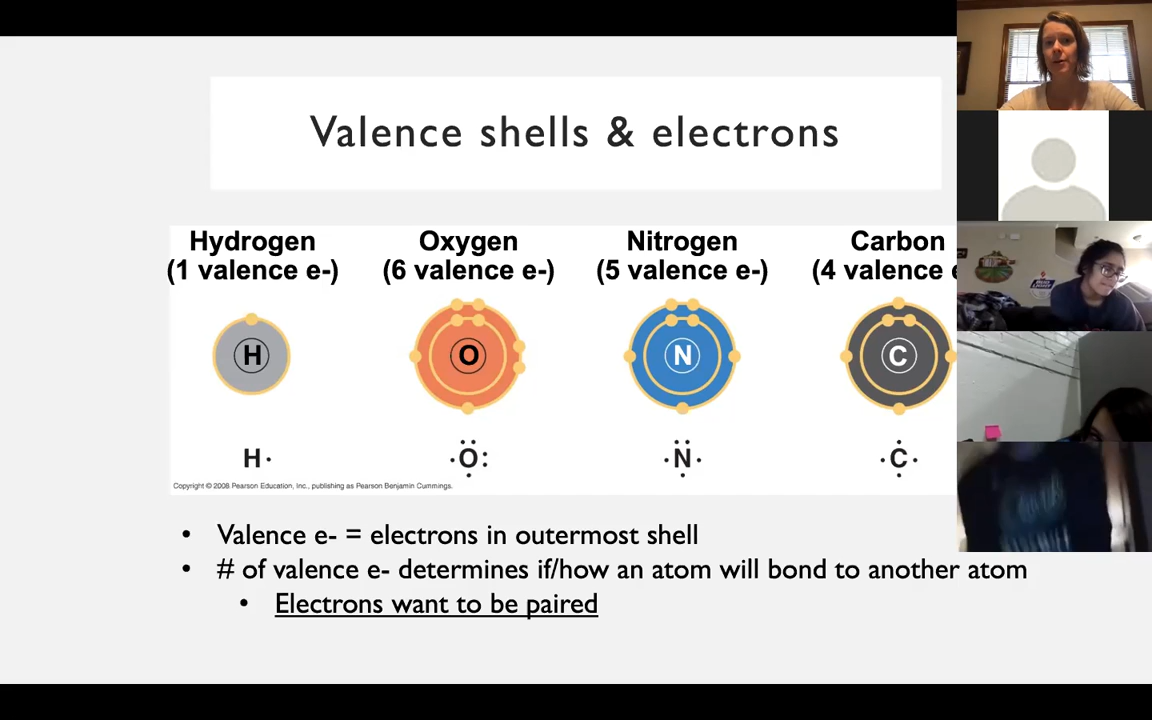 Valence shells & electrons
Hydrogen Oxygen Nitrogen Carbon
(1 valence e-) (6 valence e-) (5 valence e-) (4 valence e
H O N C
H· ·Ö: ·N· ·C·
Copyright © 2008 Pearson Education, Inc., publishing as Pearson Benjamin Cummings.
• Valence e- = electrons in outermost shell
• # of valence e- determines if/how an atom will bond to another atom
• Electrons want to be paired